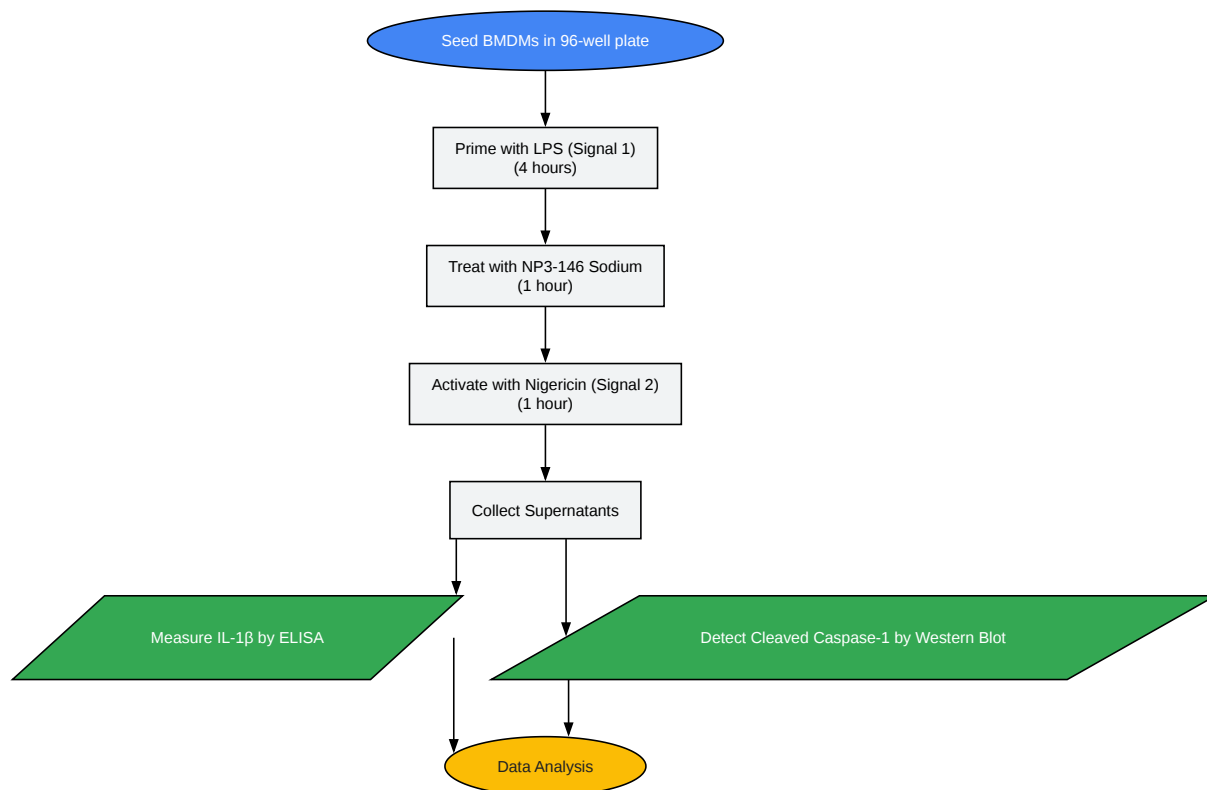 Seed BMDMs in 96-well plate
Prime with LPS (Signal 1)
(4 hours)
Treat with NP3-146 Sodium
(1 hour)
Activate with Nigericin (Signal 2)
(1 hour)
Collect Supernatants
Measure IL-1β by ELISA
Detect Cleaved Caspase-1 by Western Blot
Data Analysis